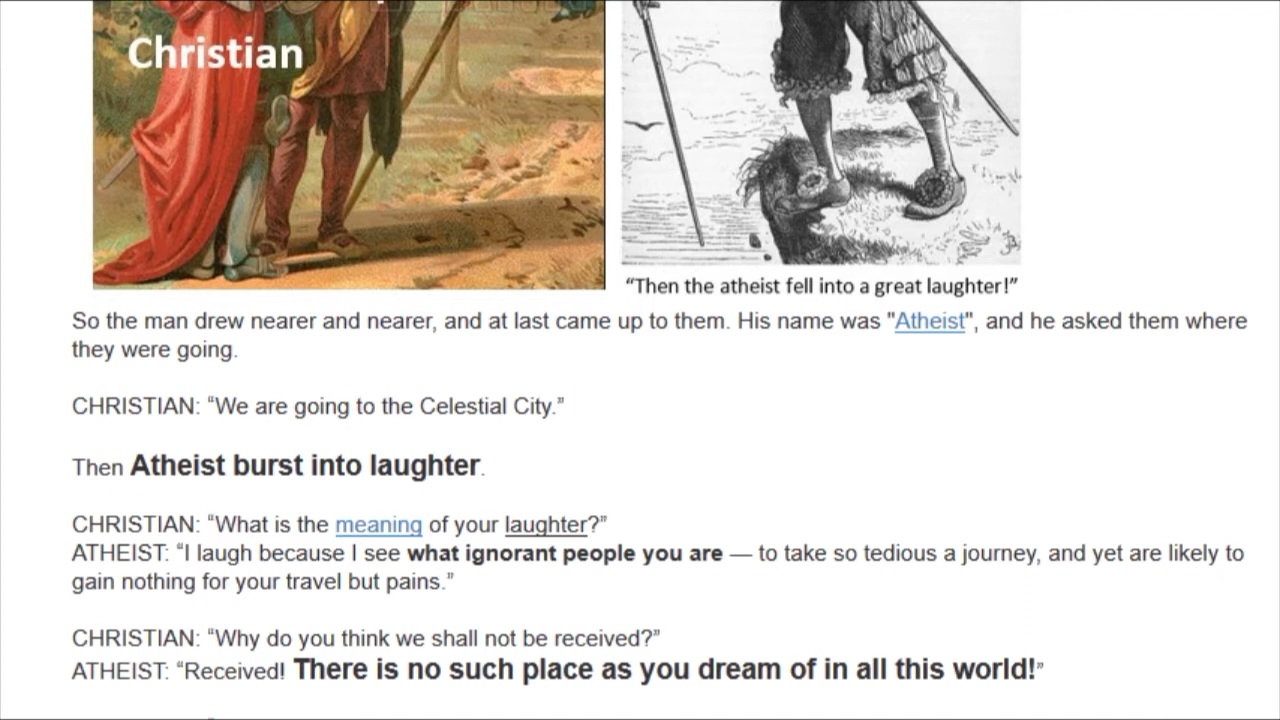 Christian
“Then the atheist fell into a great laughter!”
So the man drew nearer and nearer, and at last came up to them. His name was "Atheist", and he asked them where
they were going.
CHRISTIAN: “We are going to the Celestial City.”
Then Atheist burst into laughter.
CHRISTIAN: “What is the meaning of your laughter?”
ATHEIST: “I laugh because I see what ignorant people you are — to take so tedious a journey, and yet are likely to
gain nothing for your travel but pains.”
CHRISTIAN: “Why do you think we shall not be received?”
ATHEIST: “Received! There is no such place as you dream of in all this world!”